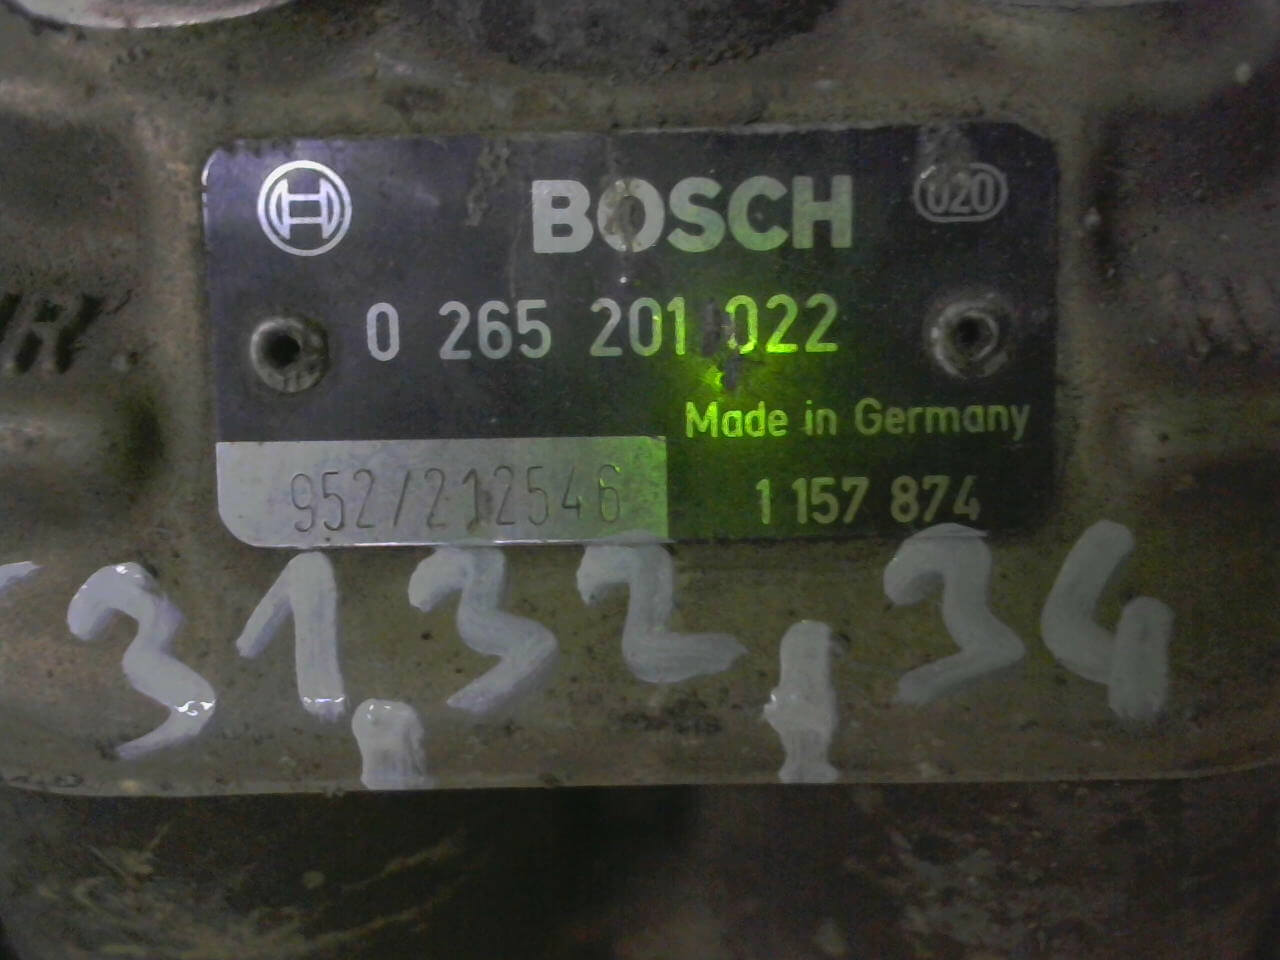 BOSCH 020
0 265 201 022
Made in Germany
952/212546 1 157 874
31, 32, 34